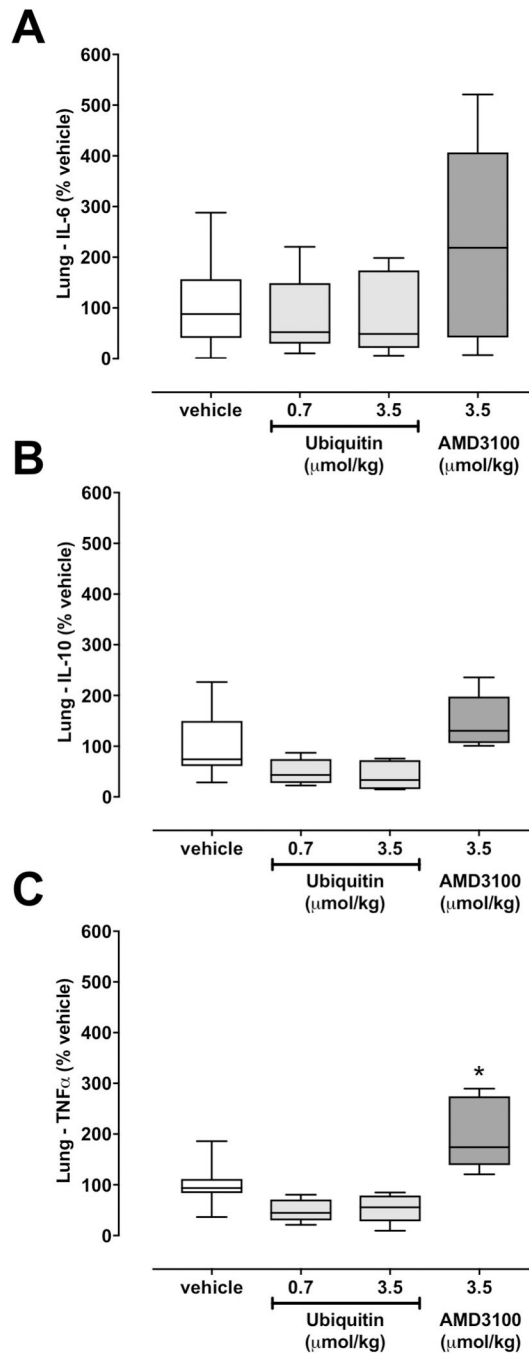 A
Lung - IL-6 (% vehicle)
600
500
400
300
200
100
0
vehicle 0.7 3.5 3.5
Ubiquitin AMD3100
(μmol/kg) (μmol/kg)
B
Lung - IL-10 (% vehicle)
600
500
400
300
200
100
0
vehicle 0.7 3.5 3.5
Ubiquitin AMD3100
(μmol/kg) (μmol/kg)
C
Lung - TNFα (% vehicle)
600
500
400
300
200
100
0
*
vehicle 0.7 3.5 3.5
Ubiquitin AMD3100
(μmol/kg) (μmol/kg)